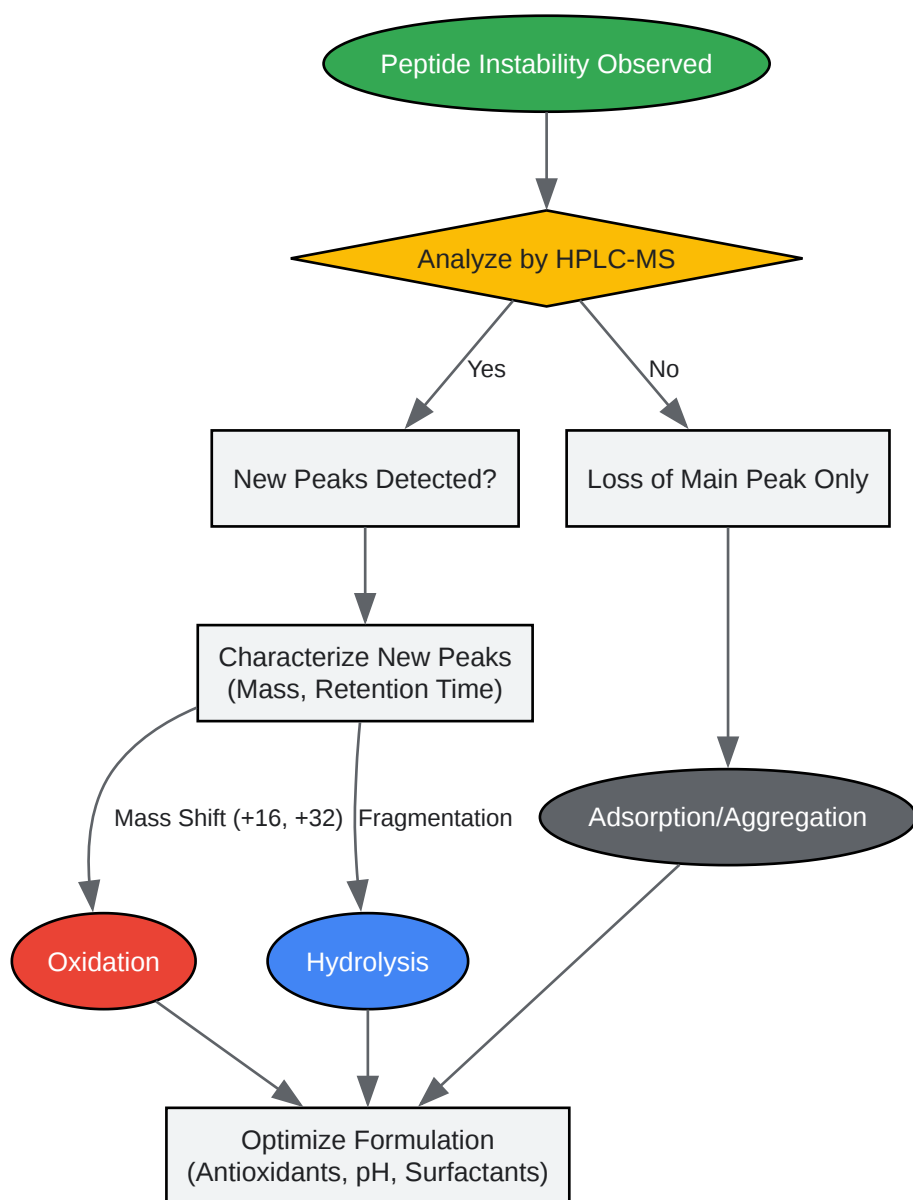 Peptide Instability Observed
Analyze by HPLC-MS
Yes
No
New Peaks Detected?
Loss of Main Peak Only
Characterize New Peaks
(Mass, Retention Time)
Mass Shift (+16, +32)
Fragmentation
Adsorption/Aggregation
Oxidation
Hydrolysis
Optimize Formulation
(Antioxidants, pH, Surfactants)